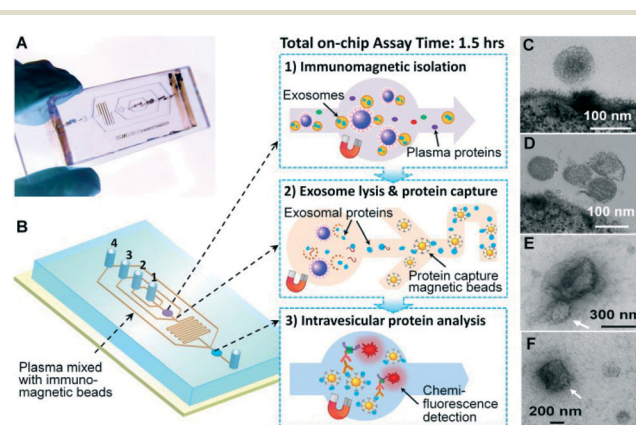 A
B
4
3
2
1
Plasma mixed
with immuno-
magnetic beads
Total on-chip Assay Time: 1.5 hrs
1) Immunomagnetic isolation
Exosomes
Plasma proteins
2) Exosome lysis & protein capture
Exosomal proteins
Protein capture
magnetic beads
3) Intravesicular protein analysis
Chemi-
fluorescence
detection
C
100 nm
D
100 nm
E
300 nm
F
200 nm